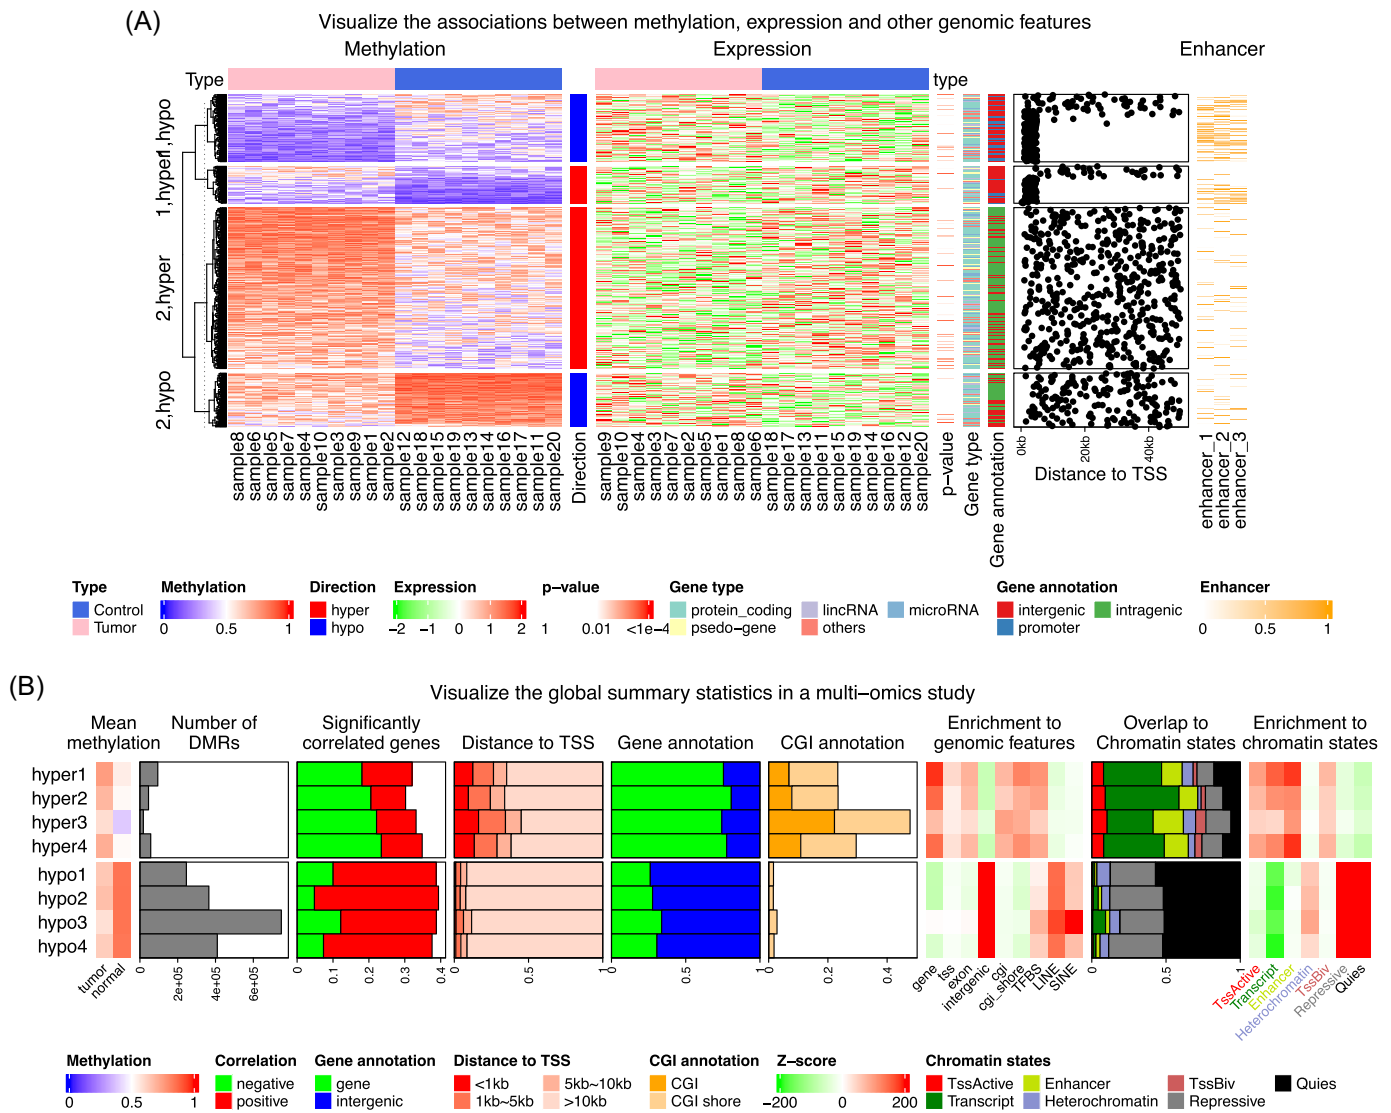 (A)
Visualize the associations between methylation, expression and other genomic features
Methylation
Expression
Enhancer
Type
type
1,hypo
1,hyper
2,hyper
2,hypo
sample8
sample6
sample5
sample7
sample4
sample10
sample3
sample9
sample1
sample2
sample12
sample18
sample15
sample19
sample13
sample14
sample16
sample17
sample11
sample20
Direction
sample9
sample10
sample4
sample3
sample7
sample2
sample5
sample1
sample8
sample6
sample18
sample17
sample13
sample11
sample15
sample19
sample14
sample16
sample12
sample20
p−value
Gene type
Gene annotation
0kb
20kb
40kb
Distance to TSS
enhancer_1
enhancer_2
enhancer_3
Type
Control
Tumor
Methylation
0 0.5 1
Direction
hyper
hypo
Expression
−2 −1 0 1 2
p−value
1 0.01 <1e−4
Gene type
protein_coding lincRNA microRNA
psedo−gene others
Gene annotation
intergenic intragenic
promoter
Enhancer
0 0.5 1
(B)
Visualize the global summary statistics in a multi−omics study
Mean methylation
Number of DMRs
Significantly correlated genes
Distance to TSS
Gene annotation
CGI annotation
Enrichment to genomic features
Overlap to Chromatin states
Enrichment to chromatin states
hyper1
hyper2
hyper3
hyper4
hypo1
hypo2
hypo3
hypo4
tumor
normal
0 2e+05 4e+05 6e+05
0 0.1 0.2 0.3 0.4
0 0.5 1
0 0.5 1
0 0.2 0.4
gene
tss
exon
intergenic
cgi
cgi_shore
TFBS
LINE
SINE
0 0.5 1
TssActive
Transcript
Enhancer
Heterochromatin
TssBiv
Repressive
Quies
Methylation
0 0.5 1
Correlation
negative
positive
Gene annotation
gene
intergenic
Distance to TSS
<1kb 5kb~10kb
1kb~5kb >10kb
CGI annotation
CGI
CGI shore
Z−score
−200 0 200
Chromatin states
TssActive Enhancer TssBiv Quies
Transcript Heterochromatin Repressive